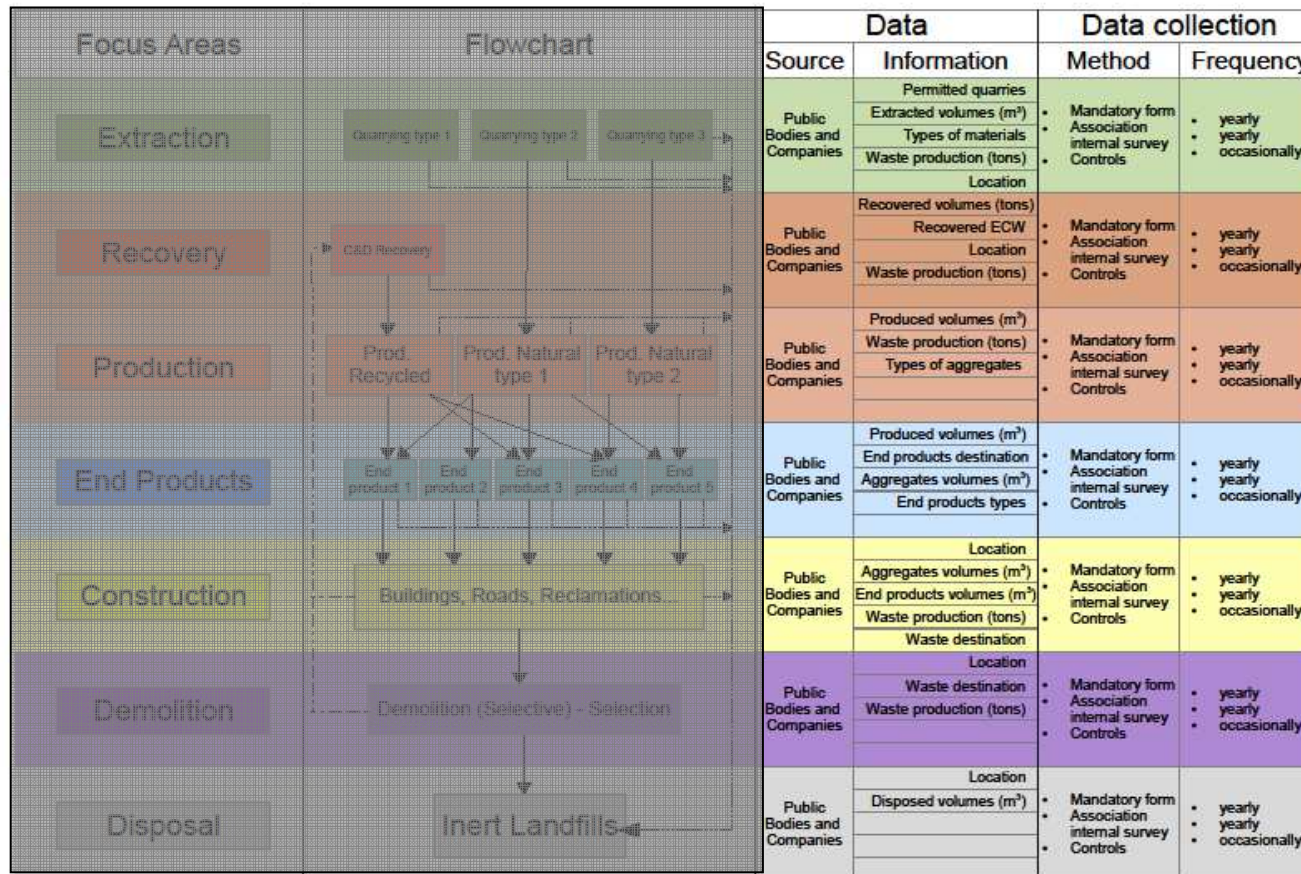 Focus Areas
Flowchart
Data
Data collection
Source
Information
Method
Frequency
Extraction
Quarrying type 1
Quarrying type 2
Quarrying type 3
Public
Bodies and
Companies
Permitted quarries
Extracted volumes (m³)
Types of materials
Waste production (tons)
Location
• Mandatory form
• Association
internal survey
• Controls
• yearly
• yearly
• occasionally
Recovery
C&D Recovery
Public
Bodies and
Companies
Recovered volumes (tons)
Recovered ECW
Location
Waste production (tons)
• Mandatory form
• Association
internal survey
• Controls
• yearly
• yearly
• occasionally
Production
Prod.
Recycled
Prod. Natural
type 1
Prod. Natural
type 2
Public
Bodies and
Companies
Produced volumes (m³)
Waste production (tons)
Types of aggregates
• Mandatory form
• Association
internal survey
• Controls
• yearly
• yearly
• occasionally
End Products
End
product 1
End
product 2
End
product 3
End
product 4
End
product 5
Public
Bodies and
Companies
Produced volumes (m³)
End products destination
Aggregates volumes (m³)
End products types
• Mandatory form
• Association
internal survey
• Controls
• yearly
• yearly
• occasionally
Construction
Buildings, Roads, Reclamations...
Public
Bodies and
Companies
Location
Aggregates volumes (m³)
End products volumes (m³)
Waste production (tons)
Waste destination
• Mandatory form
• Association
internal survey
• Controls
• yearly
• yearly
• occasionally
Demolition
Demolition (Selective) - Selection
Public
Bodies and
Companies
Location
Waste destination
Waste production (tons)
• Mandatory form
• Association
internal survey
• Controls
• yearly
• yearly
• occasionally
Disposal
Inert Landfills
Public
Bodies and
Companies
Location
Disposed volumes (m³)
• Mandatory form
• Association
internal survey
• Controls
• yearly
• yearly
• occasionally